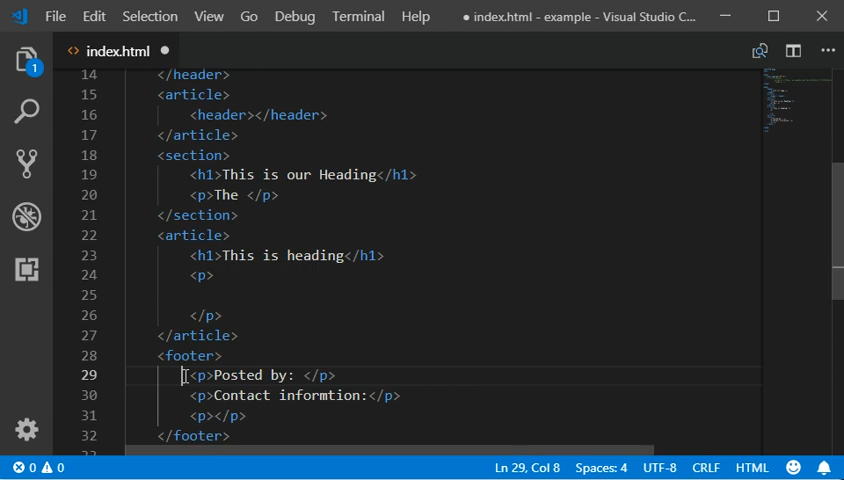 File Edit Selection View Go Debug Terminal Help ● index.html - example - Visual Studio C...
<> index.html ●
1
14 </header>
15 <article>
16 <header></header>
17 </article>
18 <section>
19 <h1>This is our Heading</h1>
20 <p>The </p>
21 </section>
22 <article>
23 <h1>This is heading</h1>
24 <p>
25
26 </p>
27 </article>
28 <footer>
29 <p>Posted by: </p>
30 <p>Contact informtion:</p>
31 <p></p>
32 </footer>
0 0 Ln 29, Col 8 Spaces: 4 UTF-8 CRLF HTML